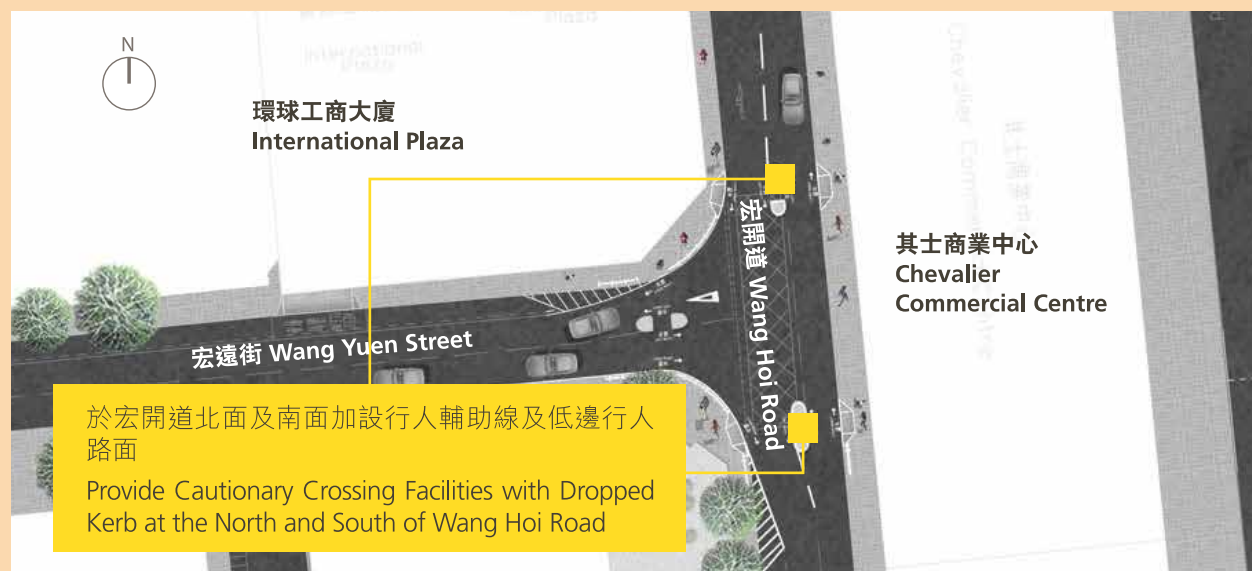 N
環球工商大廈
International Plaza
宏開道 Wang Hoi Road
其士商業中心
Chevalier
Commercial Centre
宏遠街 Wang Yuen Street
於宏開道北面及南面加設行人輔助線及低邊行人
路面
Provide Cautionary Crossing Facilities with Dropped
Kerb at the North and South of Wang Hoi Road